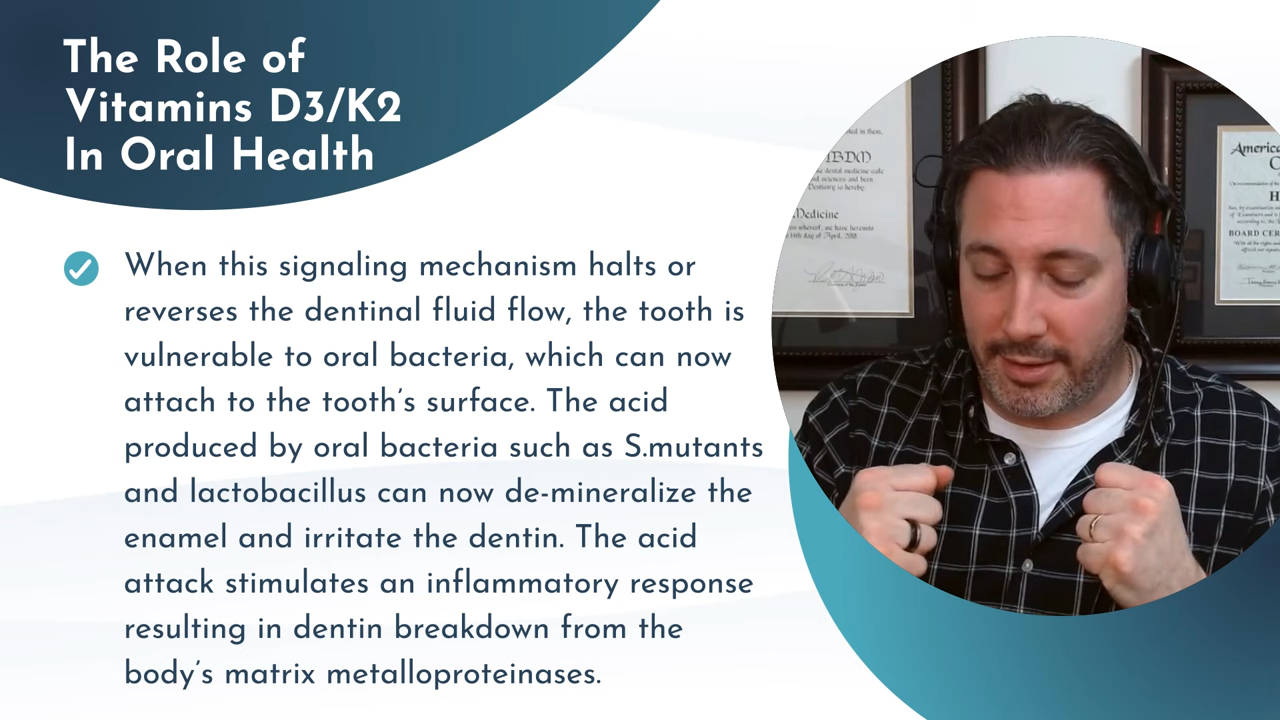 The Role of
Vitamins D3/K2
In Oral Health
When this signaling mechanism halts or
reverses the dentinal fluid flow, the tooth is
vulnerable to oral bacteria, which can now
attach to the tooth's surface. The acid
produced by oral bacteria such as S.mutants
and lactobacillus can now de-mineralize the
enamel and irritate the dentin. The acid
attack stimulates an inflammatory response
resulting in dentin breakdown from the
body's matrix metalloproteinases.
IBDM
Medicine
America
BOARD CER